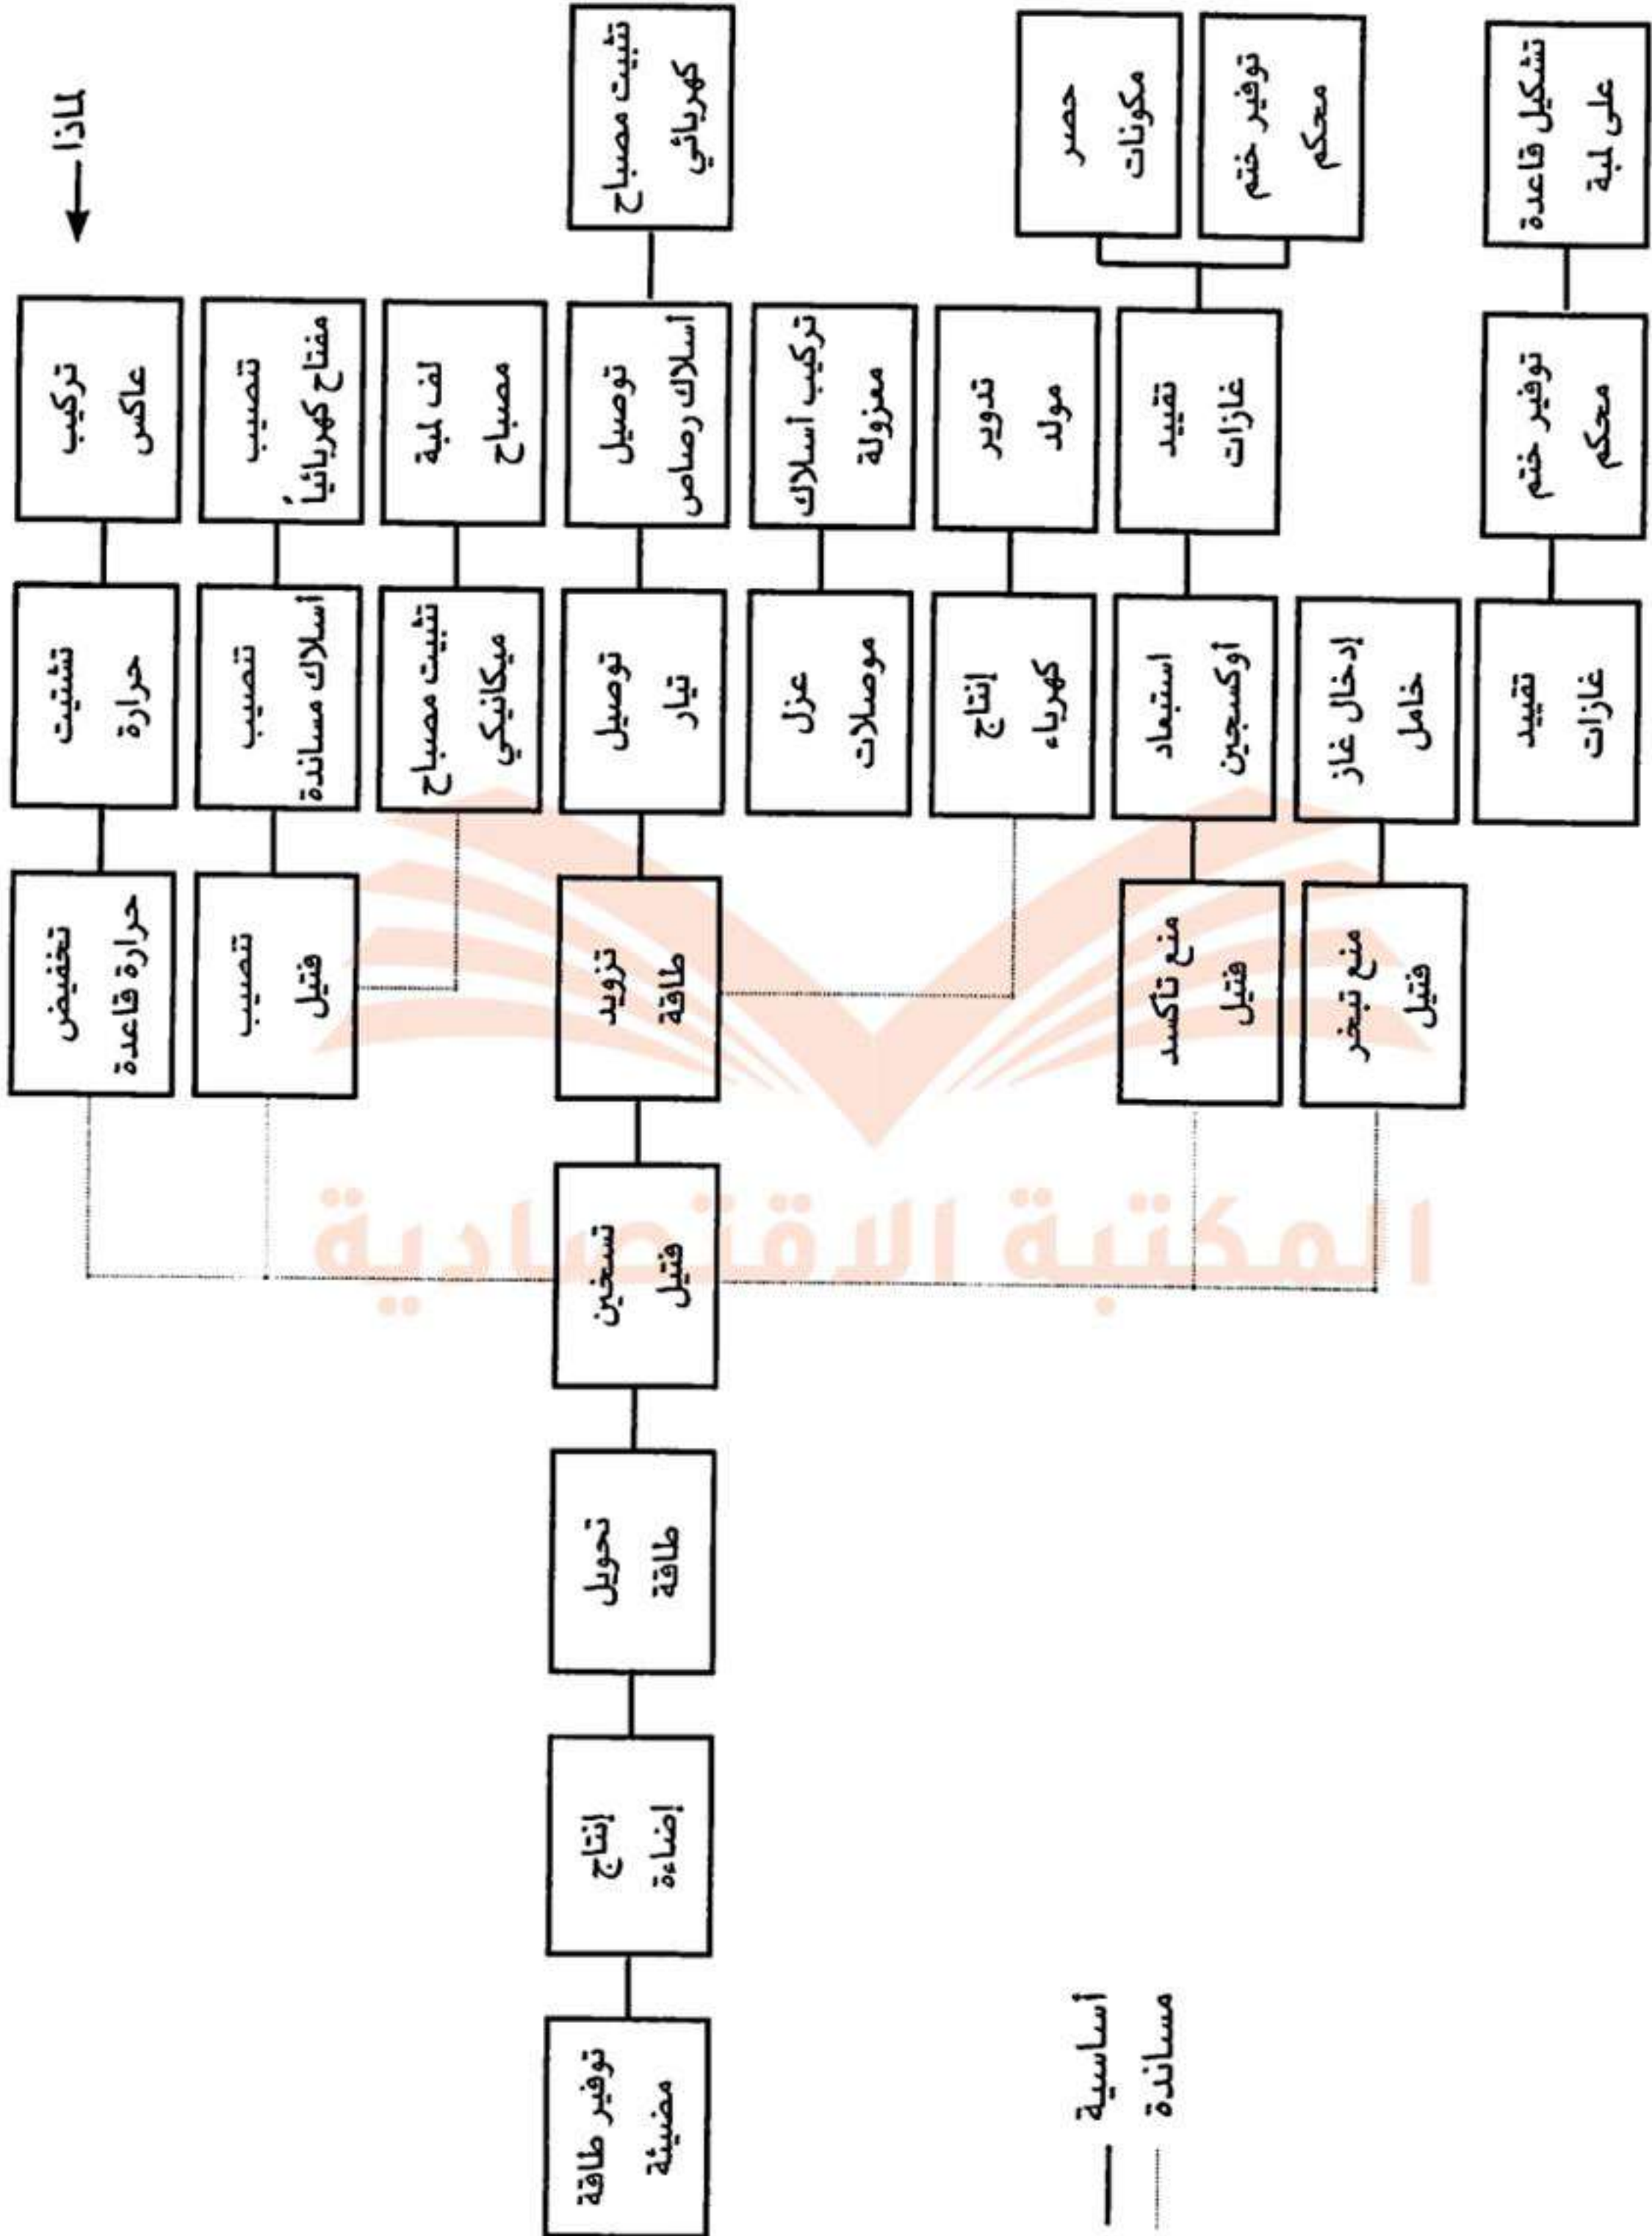 لماذا
تركيب
عاكس
تشتيت
حرارة
تخفيض
حرارة قاعدة
تنصيب
مفتاح كهربائياً
تنصيب
أسلاك مساندة
تنصيب
فتيل
لف لمبة
مصباح
تثبيت مصباح
ميكانيكي
تثبيت مصباح
كهربائي
توصيل
أسلاك رصاص
توصيل
تيار
تزويد
طاقة
تسخين
فتيل
تحويل
طاقة
إنتاج
إضاءة
توفير طاقة
مضيئة
تركيب أسلاك
معزولة
عزل
موصلات
تدوير
مولد
إنتاج
كهرباء
حصر
مكونات
توفير ختم
محكم
تقييد
غازات
استبعاد
أوكسجين
منع تأكسد
فتيل
إدخال غاز
خامل
منع تبخر
فتيل
تشكيل قاعدة
على لمبة
توفير ختم
محكم
تقييد
غازات
أساسية
مساندة
المكتبة الاقتصادية